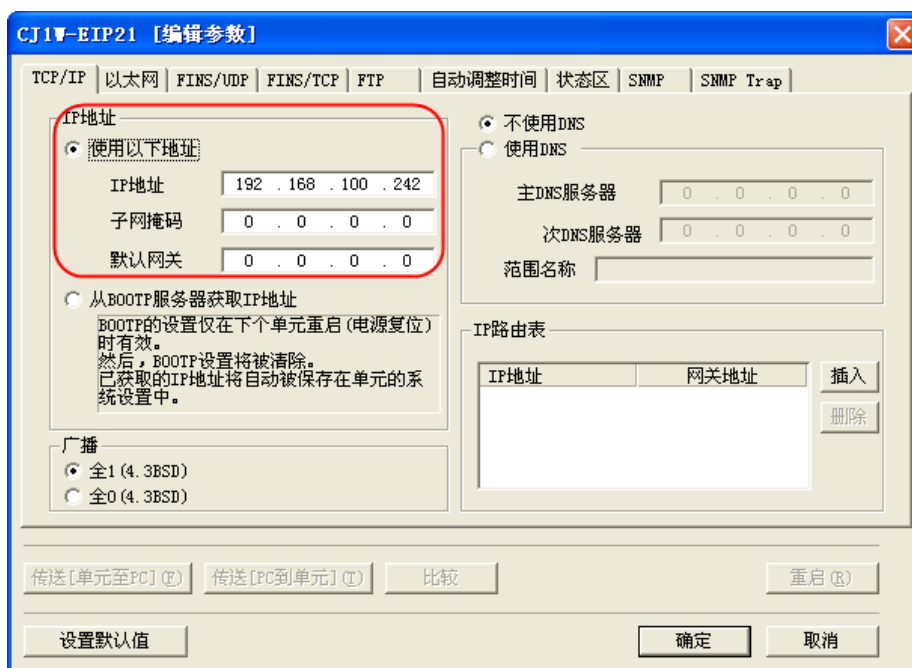 CJ1W-EIP21 [编辑参数]
TCP/IP 以太网 FINS/UDP FINS/TCP FTP 自动调整时间 状态区 SNMP SNMP Trap
IP地址
使用以下地址
IP地址 192 . 168 . 100 . 242
子网掩码 0 . 0 . 0 . 0
默认网关 0 . 0 . 0 . 0
从BOOTP服务器获取IP地址
BOOTP的设置仅在下个单元重启(电源复位)
时有效。
然后，BOOTP设置将被清除。
已获取的IP地址将自动被保存在单元的系
统设置中。
广播
全1(4.3BSD)
全0(4.3BSD)
不使用DNS
使用DNS
主DNS服务器 0 . 0 . 0 . 0
次DNS服务器 0 . 0 . 0 . 0
范围名称
IP路由表
IP地址 网关地址
插入
删除
传送[单元至PC](F) 传送[PC到单元](T) 比较 重启(R)
设置默认值 确定 取消